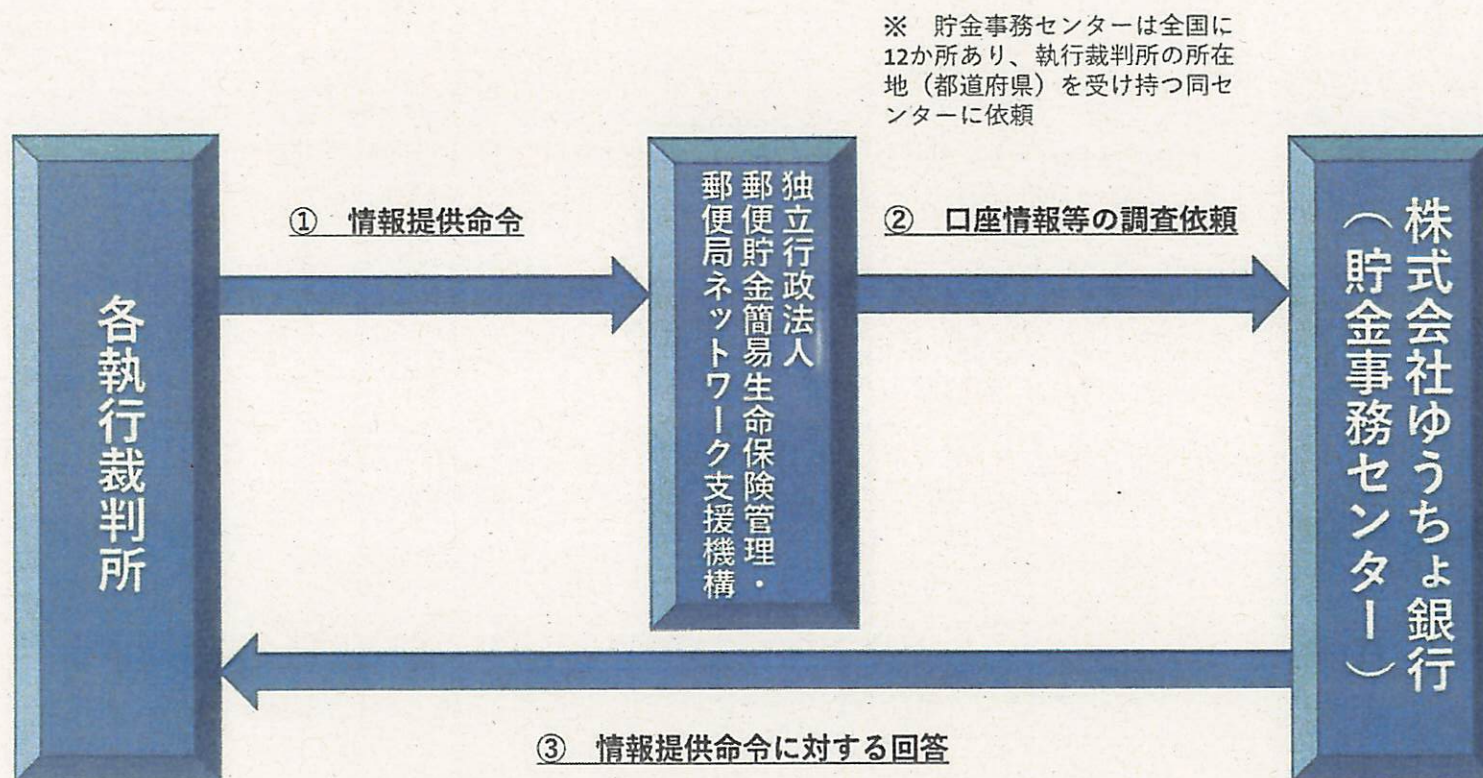 ※　貯金事務センターは全国に
12か所あり、執行裁判所の所在
地（都道府県）を受け持つ同セ
ンターに依頼
各執行裁判所
①　情報提供命令
独立行政法人
郵便貯金簡易生命保険管理・
郵便局ネットワーク支援機構
②　口座情報等の調査依頼
株式会社ゆうちょ銀行
（貯金事務センター）
③　情報提供命令に対する回答